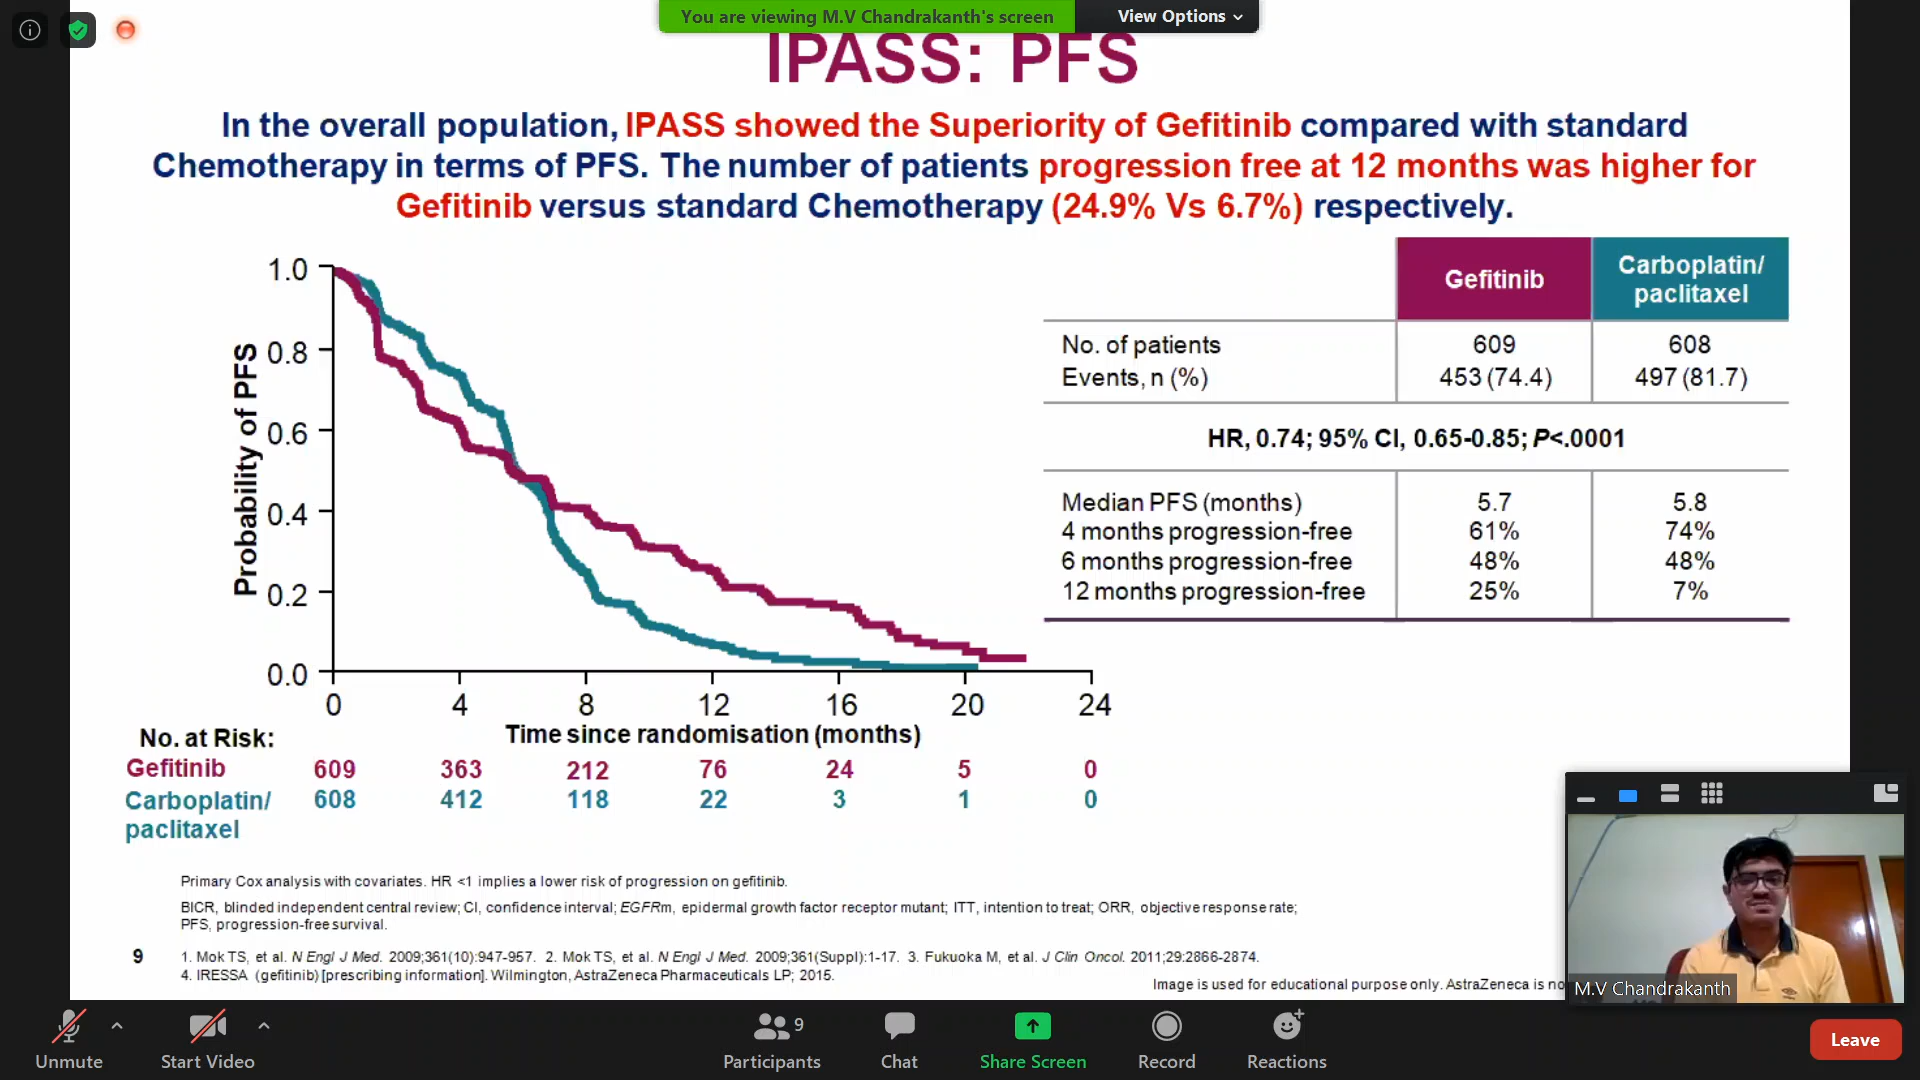 You are viewing M.V Chandrakanth's screen
View Options
IPASS: PFS
In the overall population, IPASS showed the Superiority of Gefitinib compared with standard
Chemotherapy in terms of PFS. The number of patients progression free at 12 months was higher for
Gefitinib versus standard Chemotherapy (24.9% Vs 6.7%) respectively.
Probability of PFS
1.0
0.8
0.6
0.4
0.2
0.0
0 4 8 12 16 20 24
Time since randomisation (months)
No. at Risk:
Gefitinib 609 363 212 76 24 5 0
Carboplatin/ 608 412 118 22 3 1 0
paclitaxel
Gefitinib
Carboplatin/
paclitaxel
No. of patients 609 608
Events, n (%) 453 (74.4) 497 (81.7)
HR, 0.74; 95% CI, 0.65-0.85; P<.0001
Median PFS (months) 5.7 5.8
4 months progression-free 61% 74%
6 months progression-free 48% 48%
12 months progression-free 25% 7%
Primary Cox analysis with covariates. HR <1 implies a lower risk of progression on gefitinib.
BICR, blinded independent central review; CI, confidence interval; EGFRm, epidermal growth factor receptor mutant; ITT, intention to treat; ORR, objective response rate;
PFS, progression-free survival.
9
1. Mok TS, et al. N Engl J Med. 2009;361(10):947-957. 2. Mok TS, et al. N Engl J Med. 2009;361(Suppl):1-17. 3. Fukuoka M, et al. J Clin Oncol. 2011;29:2866-2874.
4. IRESSA (gefitinib) [prescribing information]. Wilmington, AstraZeneca Pharmaceuticals LP; 2015.
Image is used for educational purpose only. AstraZeneca is no
M.V Chandrakanth
Unmute
Start Video
9
Participants
Chat
Share Screen
Record
Reactions
Leave